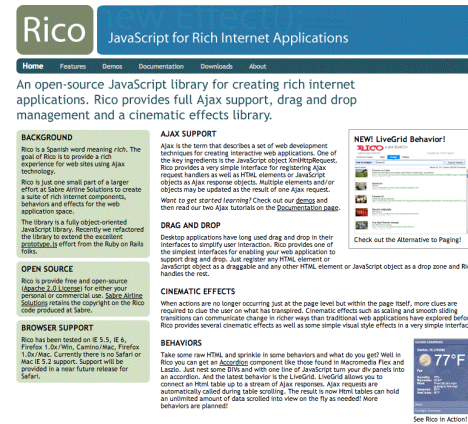 new Effect();
Rico
JavaScript for Rich Internet Applications
Home Features Demos Documentation Downloads About
An open-source JavaScript library for creating rich internet
applications. Rico provides full Ajax support, drag and drop
management and a cinematic effects library.
BACKGROUND
Rico is a Spanish word meaning rich. The
goal of Rico is to provide a rich
experience for web sites using Ajax
technology.
Rico is just one small part of a larger
effort at Sabre Airline Solutions to create
a suite of rich internet components,
behaviors and effects for the web
application space.
The library is a fully object-oriented
JavaScript library. Recently we refactored
the library to extend the excellent
prototype.js effort from the Ruby on Rails
folks.
OPEN SOURCE
Rico is provide free and open-source
(Apache 2.0 License) for either your
personal or commercial use. Sabre Airline
Solutions retains the copyright on the Rico
code produced at Sabre.
BROWSER SUPPORT
Rico has been tested on IE 5.5, IE 6,
Firefox 1.0x/Win, Camino/Mac, Firefox
1.0x/Mac. Currently there is no Safari or
Mac IE 5.2 support. Support will be
provided in a near future release for
Safari.
AJAX SUPPORT
Ajax is the term that describes a set of web development
techniques for creating interactive web applications. One of
the key ingredients is the JavaScript object XmlHttpRequest.
Rico provides a very simple interface for registering Ajax
request handlers as well as HTML elements or JavaScript
objects as Ajax response objects. Multiple elements and/or
objects may be updated as the result of one Ajax request.
Want to get started learning? Check out our demos and
then read our two Ajax tutorials on the Documentation page.
NEW! LiveGrid Behavior!
RICO
Check out the Alternative to Paging!
DRAG AND DROP
Desktop applications have long used drag and drop in their
interfaces to simplify user interaction. Rico provides one of
the simplest interfaces for enabling your web application to
support drag and drop. Just register any HTML element or
JavaScript object as a draggable and any other HTML element or JavaScript object as a drop zone and Ri
handles the rest.
CINEMATIC EFFECTS
When actions are no longer occurring just at the page level but within the page itself, more clues are
required to clue the user on what has transpired. Cinematic effects such as scaling and smooth sliding
transitions can communicate change in richer ways than traditional web applications have explored before
Rico provides several cinematic effects as well as some simple visual style effects in a very simple interfac
BEHAVIORS
Take some raw HTML and sprinkle in some behaviors and what do you get? Well in
Rico you can get an Accordion component like those found in Macromedia Flex and
Laszlo. Just nest some DIVs and with one line of JavaScript turn your div panels into
an accordion. And the latest behavior is the LiveGrid. LiveGrid allows you to
connect an Html table up to a stream of Ajax responses. Ajax requests are
automatically called during table scrolling. The result is now Html tables can hold
an unlimited amount of data scrolled into view on the fly as needed! More
behaviors are planned!
77°F
See Rico in Action!